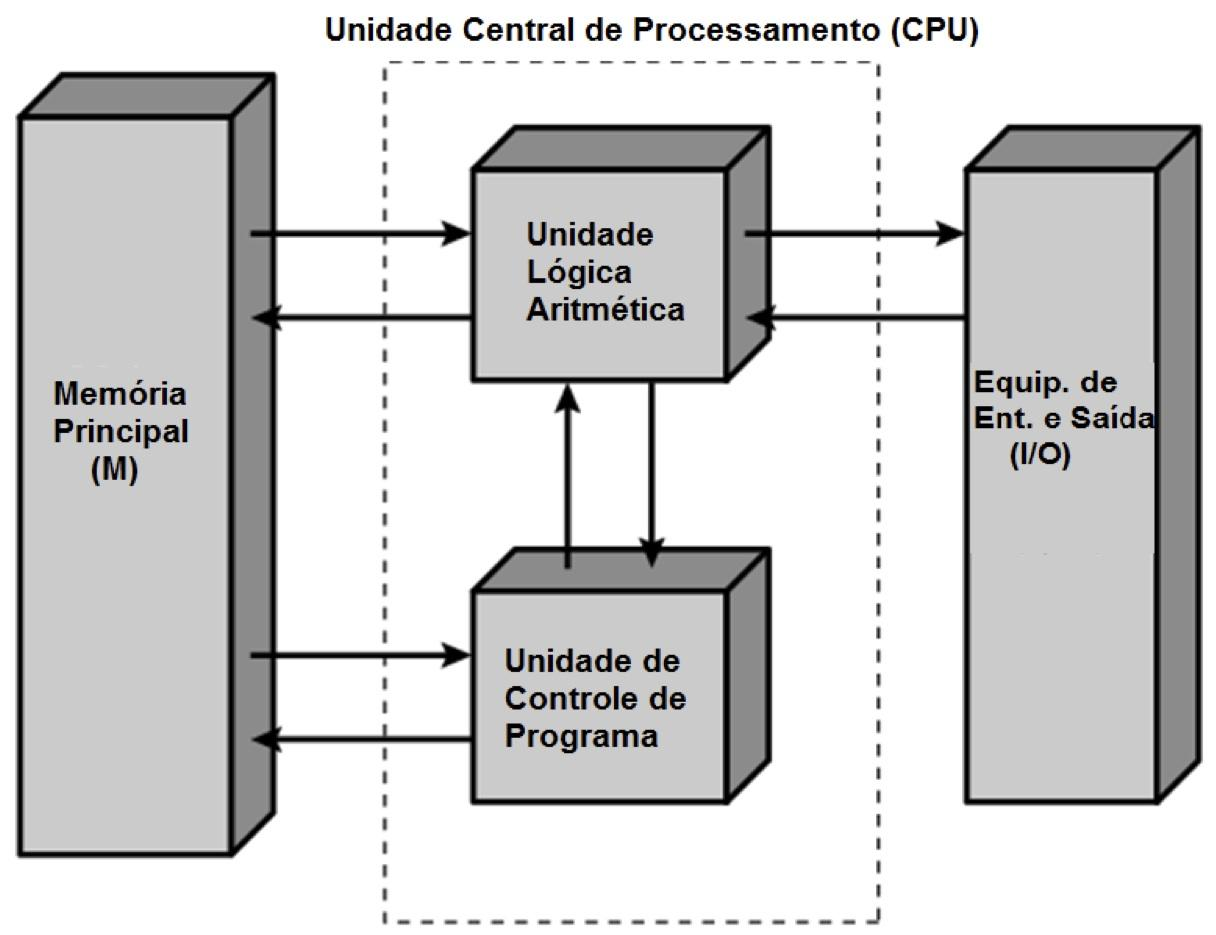 Unidade Central de Processamento (CPU)
Unidade
Lógica
Aritmética
Memória
Principal
(M)
Equip. de
Ent. e Saída
(I/O)
Unidade de
Controle de
Programa